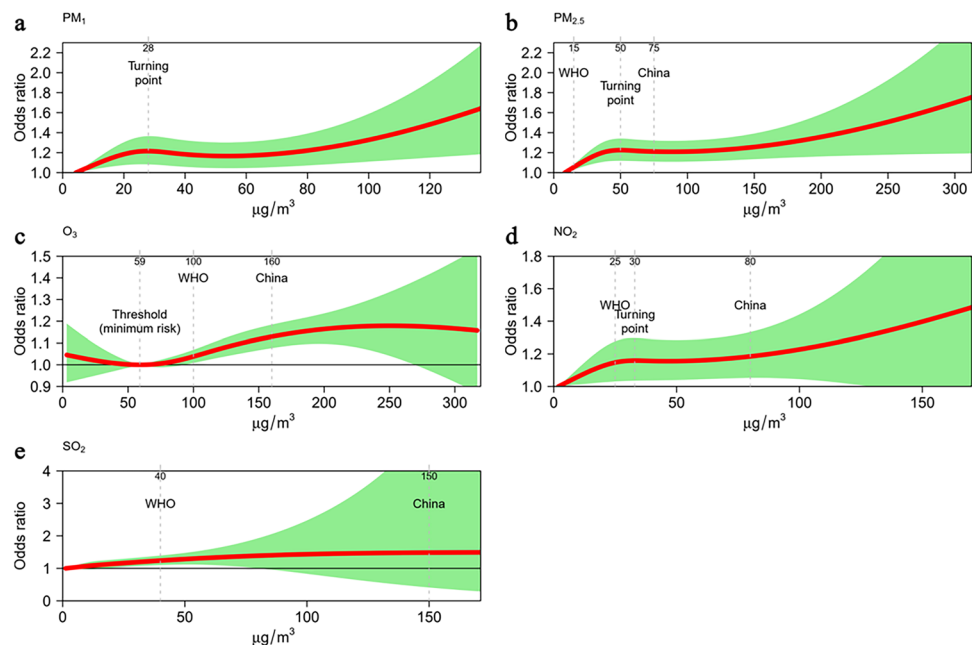 a PM1
2.2
2.0
1.8
1.6
1.4
1.2
1.0
Odds ratio
28
Turning
point
20 40 60 80 100 120
μg/m³
b PM2.5
2.2
2.0
1.8
1.6
1.4
1.2
1.0
Odds ratio
15 50 75
WHO China
Turning
point
0 50 100 150 200 250 300
μg/m³
c O3
1.5
1.4
1.3
1.2
1.1
1.0
0.9
Odds ratio
59 100 160
WHO China
Threshold
(minimum risk)
0 50 100 150 200 250 300
μg/m³
d NO2
1.8
1.6
1.4
1.2
1.0
Odds ratio
25 30 80
WHO China
Turning
point
0 50 100 150
μg/m³
e SO2
4
3
2
1
0
Odds ratio
40 150
WHO China
0 50 100 150
μg/m³